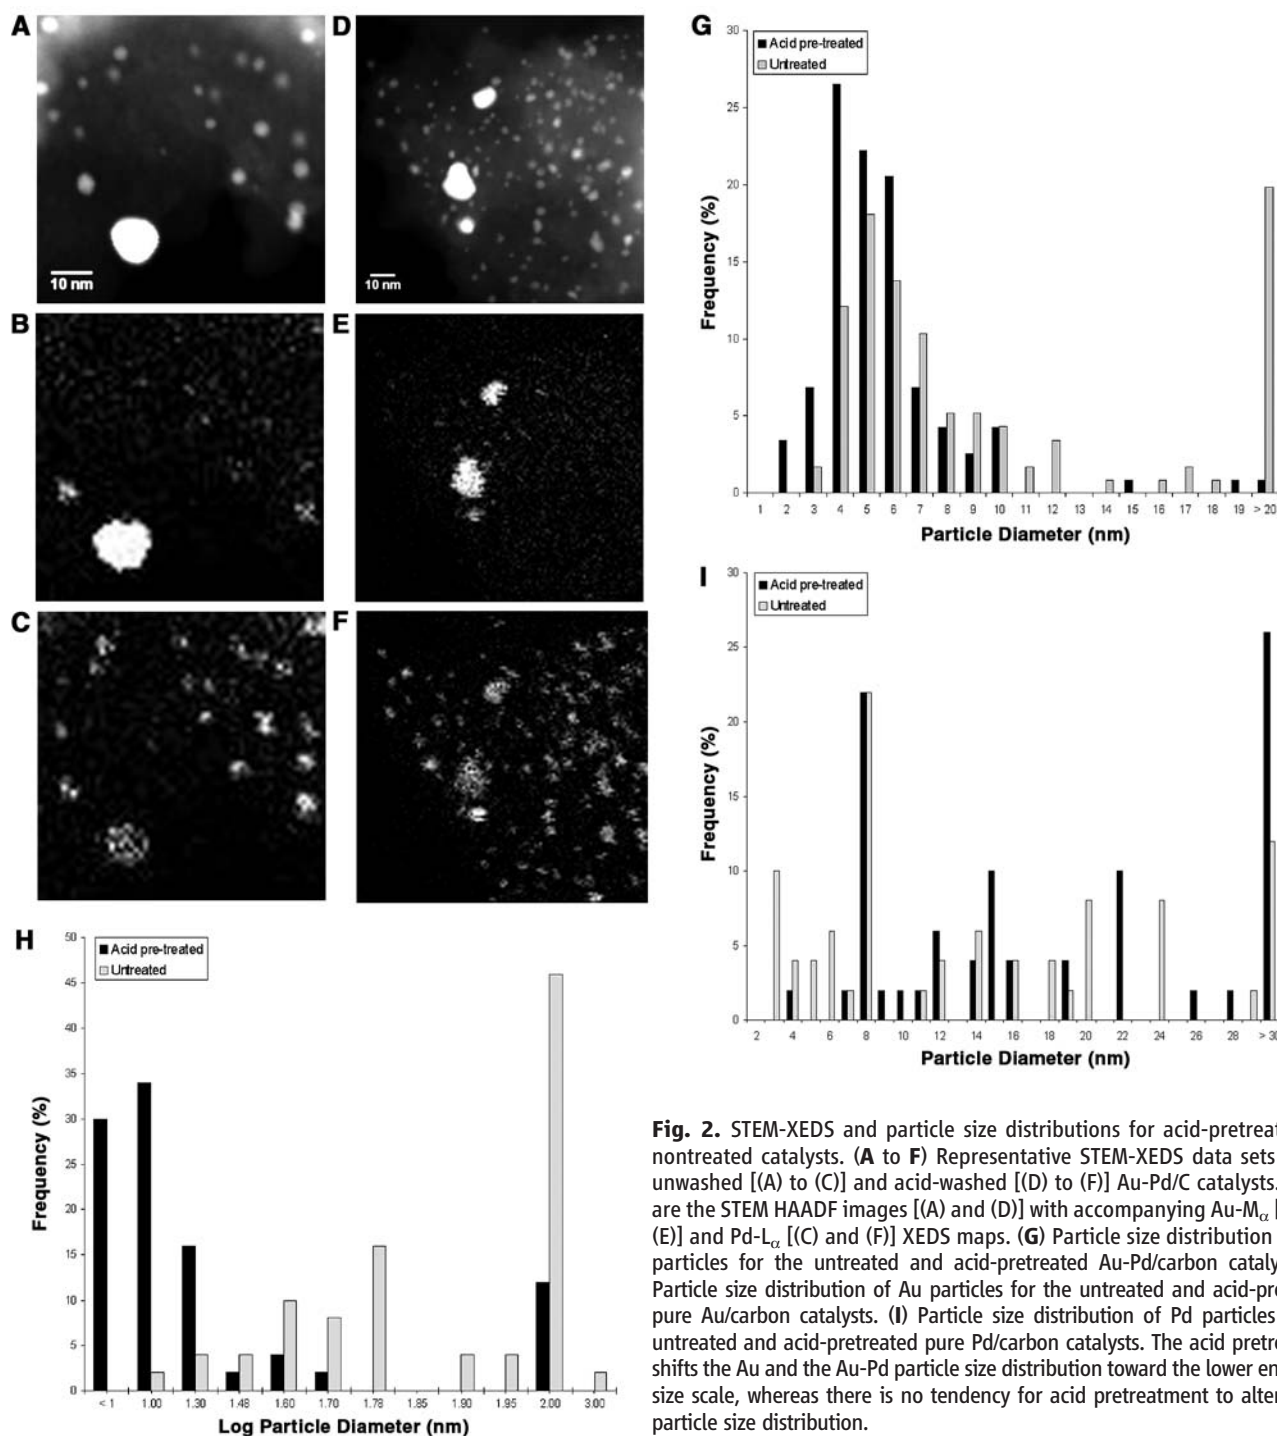 A
D
10 nm
10 nm
B
E
C
F
G
Acid pre-treated
Untreated
30
25
20
15
10
5
0
Frequency (%)
1 2 3 4 5 6 7 8 9 10 11 12 13 14 15 16 17 18 19 > 20
Particle Diameter (nm)
I
Acid pre-treated
Untreated
30
25
20
15
10
5
0
Frequency (%)
2 4 6 8 10 12 14 16 18 20 22 24 26 28 > 30
Particle Diameter (nm)
H
Acid pre-treated
Untreated
50
45
40
35
30
25
20
15
10
5
0
Frequency (%)
< 1 1.00 1.30 1.48 1.60 1.70 1.78 1.85 1.90 1.95 2.00 3.00
Log Particle Diameter (nm)
Fig. 2. STEM-XEDS and particle size distributions for acid-pretreat
nontreated catalysts. (A to F) Representative STEM-XEDS data sets
unwashed [(A) to (C)] and acid-washed [(D) to (F)] Au-Pd/C catalysts.
are the STEM HAADF images [(A) and (D)] with accompanying Au-Mα [
(E)] and Pd-Lα [(C) and (F)] XEDS maps. (G) Particle size distribution
particles for the untreated and acid-pretreated Au-Pd/carbon cataly
Particle size distribution of Au particles for the untreated and acid-pre
pure Au/carbon catalysts. (I) Particle size distribution of Pd particles
untreated and acid-pretreated pure Pd/carbon catalysts. The acid pretre
shifts the Au and the Au-Pd particle size distribution toward the lower en
size scale, whereas there is no tendency for acid pretreatment to alter
particle size distribution.